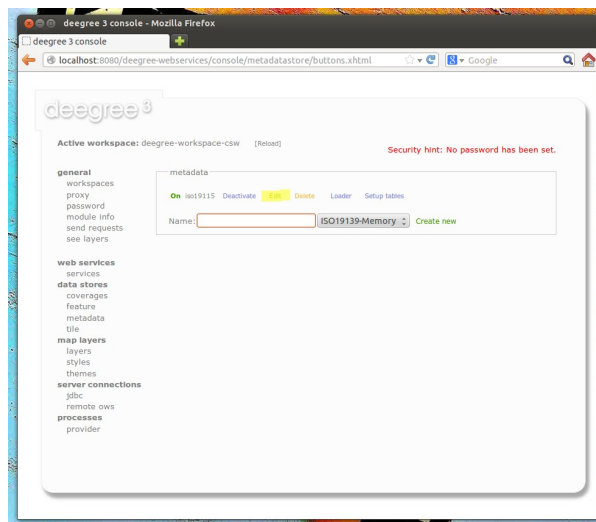 deegree 3 console - Mozilla Firefox
deegree 3 console
localhost:8080/deegree-webservices/console/metadatastore/buttons.xhtml
Google
deegree 3
Active workspace: deegree-workspace-csw [Reload]
Security hint: No password has been set.
general
workspaces
proxy
password
module info
send requests
see layers
web services
services
data stores
coverages
feature
metadata
tile
map layers
layers
styles
themes
server connections
jdbc
remote ows
processes
provider
metadata
On iso19115 Deactivate Edit Delete Loader Setup tables
Name: ISO19139-Memory Create new